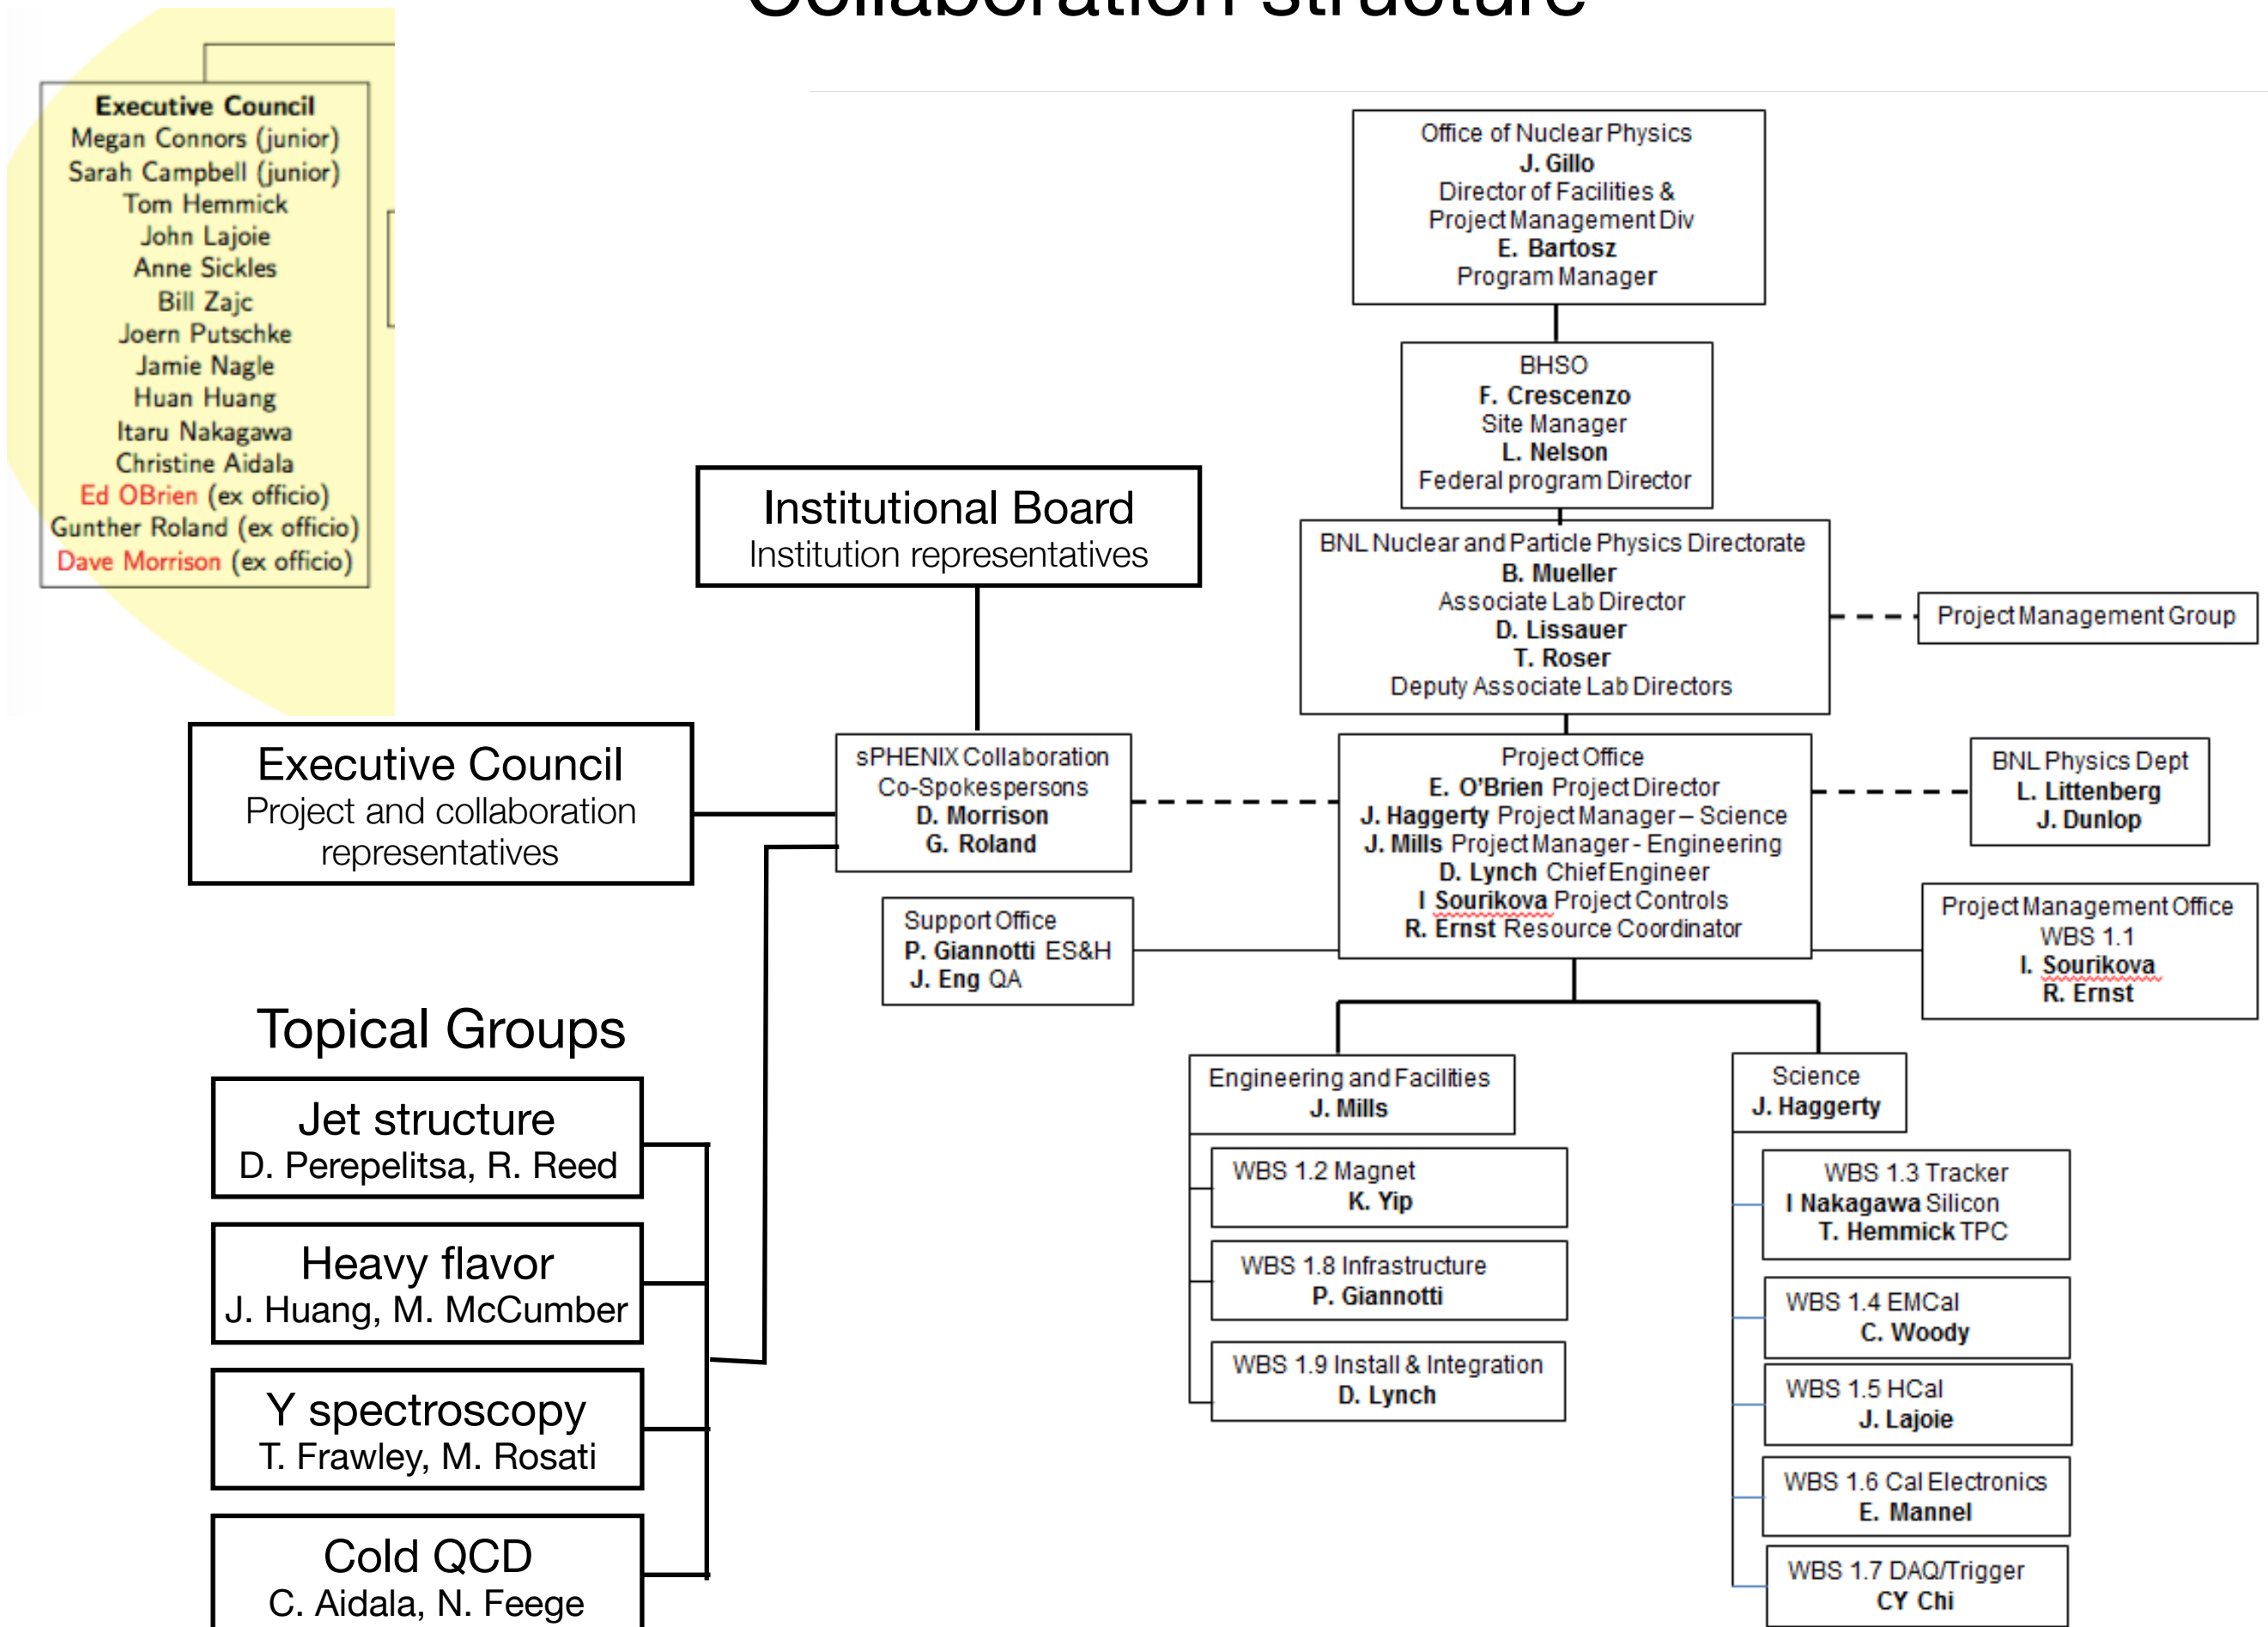 Collaboration structure
Executive Council
Megan Connors (junior)
Sarah Campbell (junior)
Tom Hemmick
John Lajoie
Anne Sickles
Bill Zajc
Joern Putschke
Jamie Nagle
Huan Huang
Itaru Nakagawa
Christine Aidala
Ed OBrien (ex officio)
Gunther Roland (ex officio)
Dave Morrison (ex officio)
Office of Nuclear Physics
J. Gillo
Director of Facilities &
Project Management Div
E. Bartosz
Program Manager
BHSO
F. Crescenzo
Site Manager
L. Nelson
Federal program Director
Institutional Board
Institution representatives
BNL Nuclear and Particle Physics Directorate
B. Mueller
Associate Lab Director
D. Lissauer
T. Roser
Deputy Associate Lab Directors
Project Management Group
Executive Council
Project and collaboration
representatives
sPHENIX Collaboration
Co-Spokespersons
D. Morrison
G. Roland
Project Office
E. O'Brien Project Director
J. Haggerty Project Manager – Science
J. Mills Project Manager - Engineering
D. Lynch Chief Engineer
I Sourikova Project Controls
R. Ernst Resource Coordinator
BNL Physics Dept
L. Littenberg
J. Dunlop
Support Office
P. Giannotti ES&H
J. Eng QA
Project Management Office
WBS 1.1
I. Sourikova
R. Ernst
Topical Groups
Jet structure
D. Perepelitsa, R. Reed
Heavy flavor
J. Huang, M. McCumber
Y spectroscopy
T. Frawley, M. Rosati
Cold QCD
C. Aidala, N. Feege
Engineering and Facilities
J. Mills
WBS 1.2 Magnet
K. Yip
WBS 1.8 Infrastructure
P. Giannotti
WBS 1.9 Install & Integration
D. Lynch
Science
J. Haggerty
WBS 1.3 Tracker
I Nakagawa Silicon
T. Hemmick TPC
WBS 1.4 EMCal
C. Woody
WBS 1.5 HCal
J. Lajoie
WBS 1.6 Cal Electronics
E. Mannel
WBS 1.7 DAQ/Trigger
CY Chi